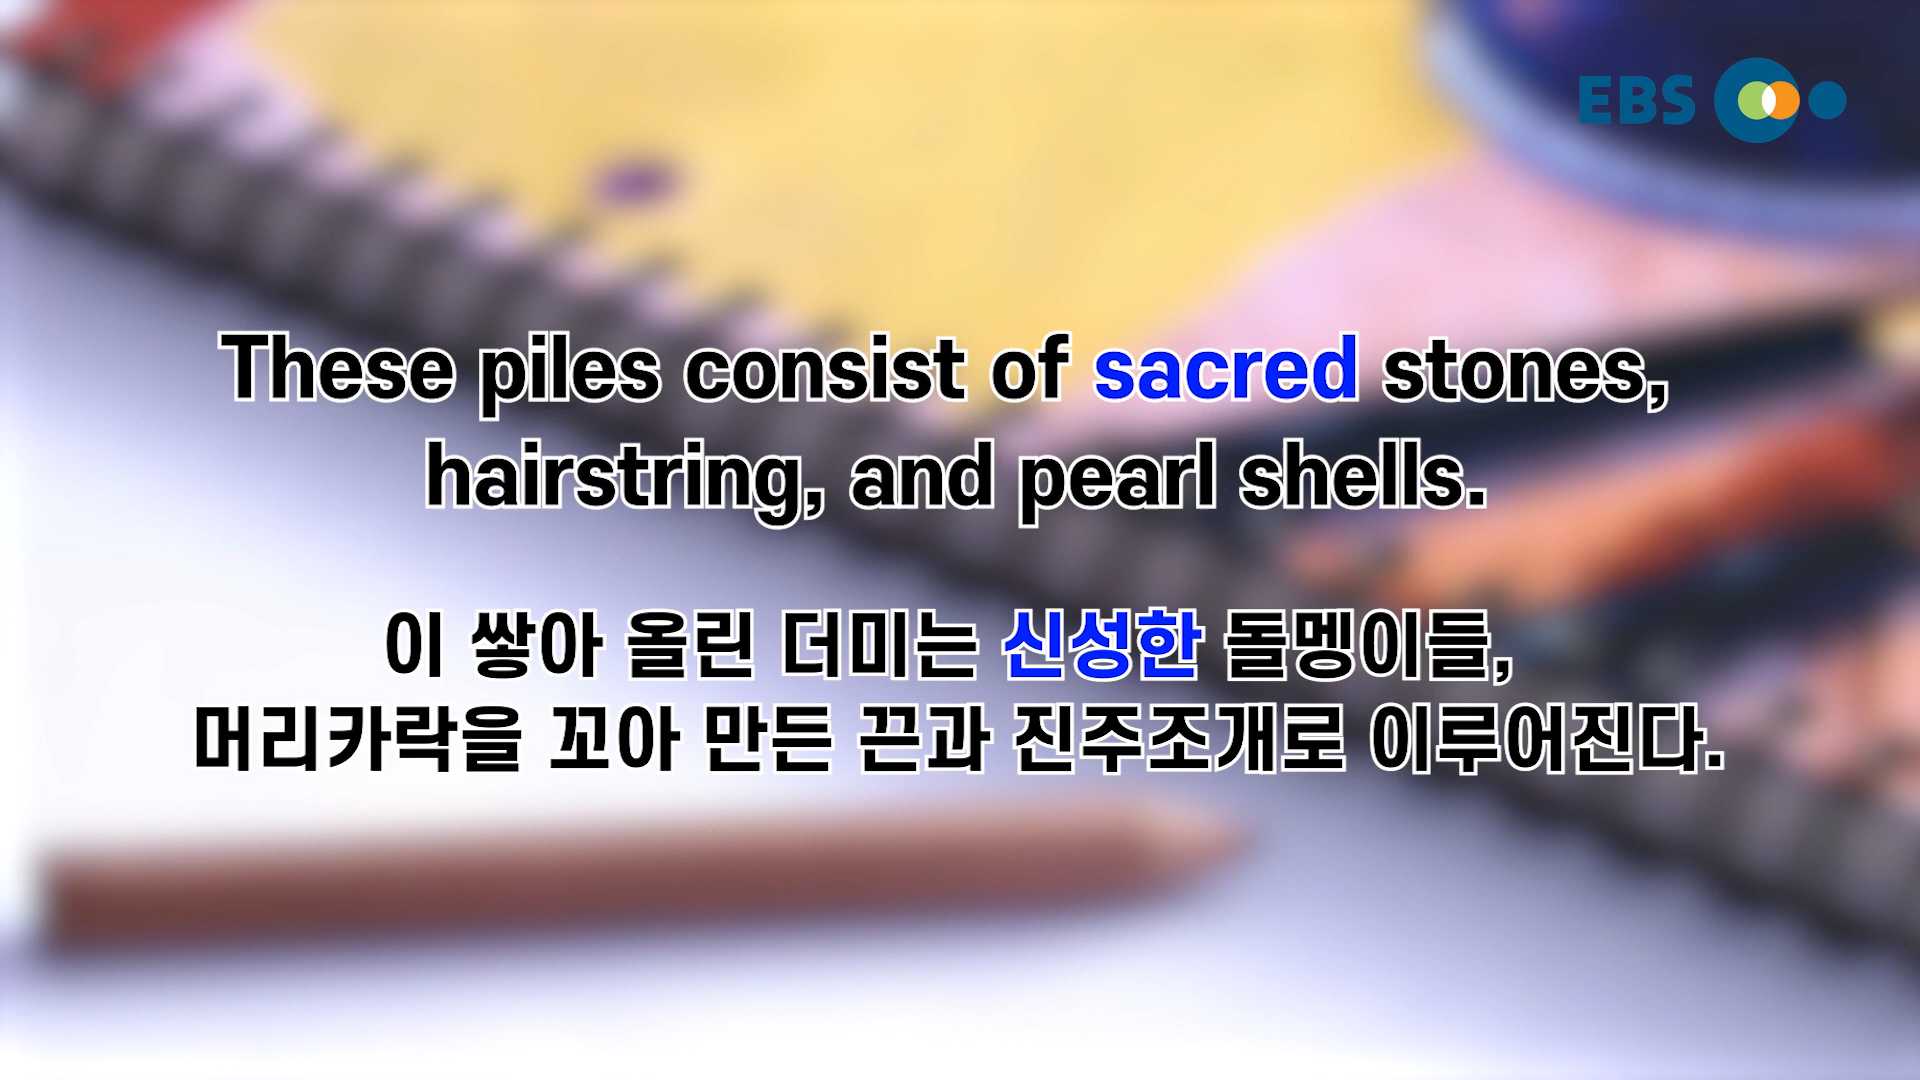 EBS
These piles consist of sacred stones,
hairstring, and pearl shells.
이 쌓아 올린 더미는 신성한 돌멩이들,
머리카락을 꼬아 만든 끈과 진주조개로 이루어진다.